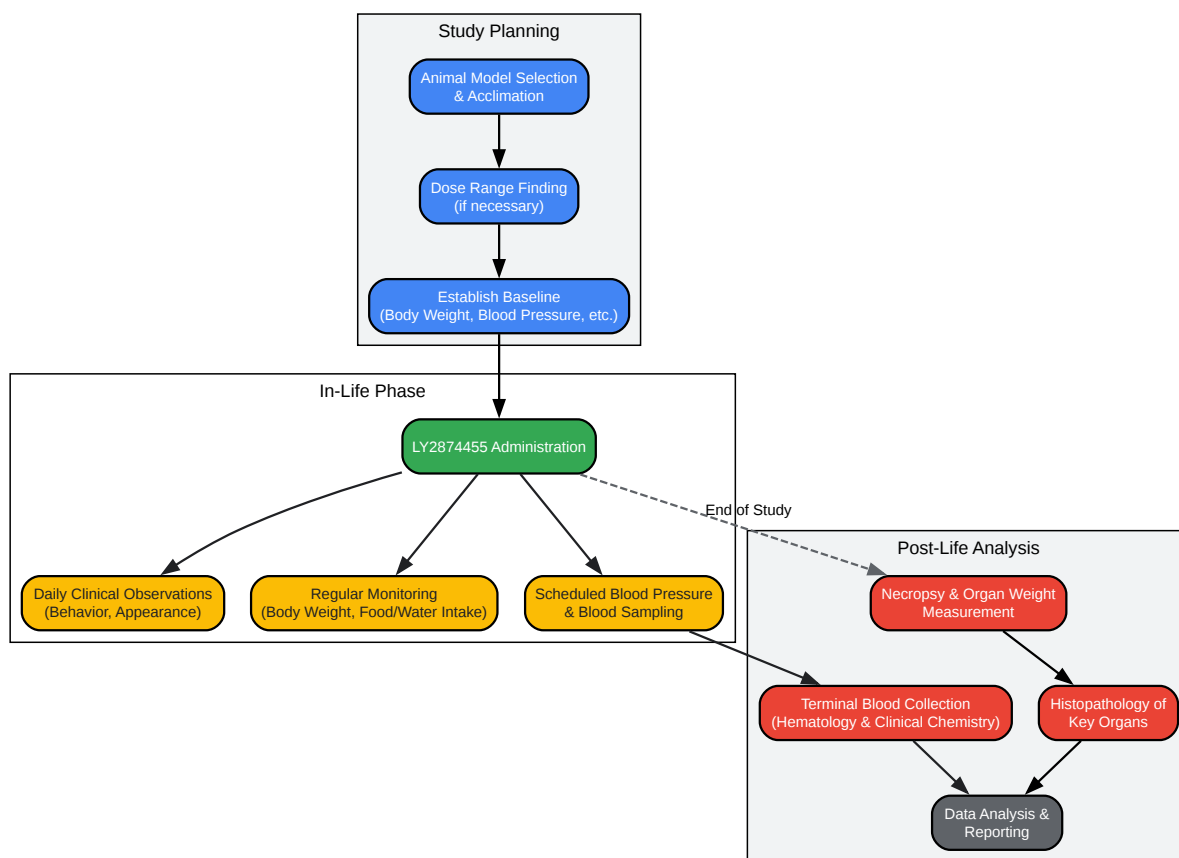 Study Planning
Animal Model Selection
& Acclimation
Dose Range Finding
(if necessary)
Establish Baseline
(Body Weight, Blood Pressure, etc.)
In-Life Phase
LY2874455 Administration
End of Study
Daily Clinical Observations
(Behavior, Appearance)
Regular Monitoring
(Body Weight, Food/Water Intake)
Scheduled Blood Pressure
& Blood Sampling
Post-Life Analysis
Necropsy & Organ Weight
Measurement
Terminal Blood Collection
(Hematology & Clinical Chemistry)
Histopathology of
Key Organs
Data Analysis &
Reporting